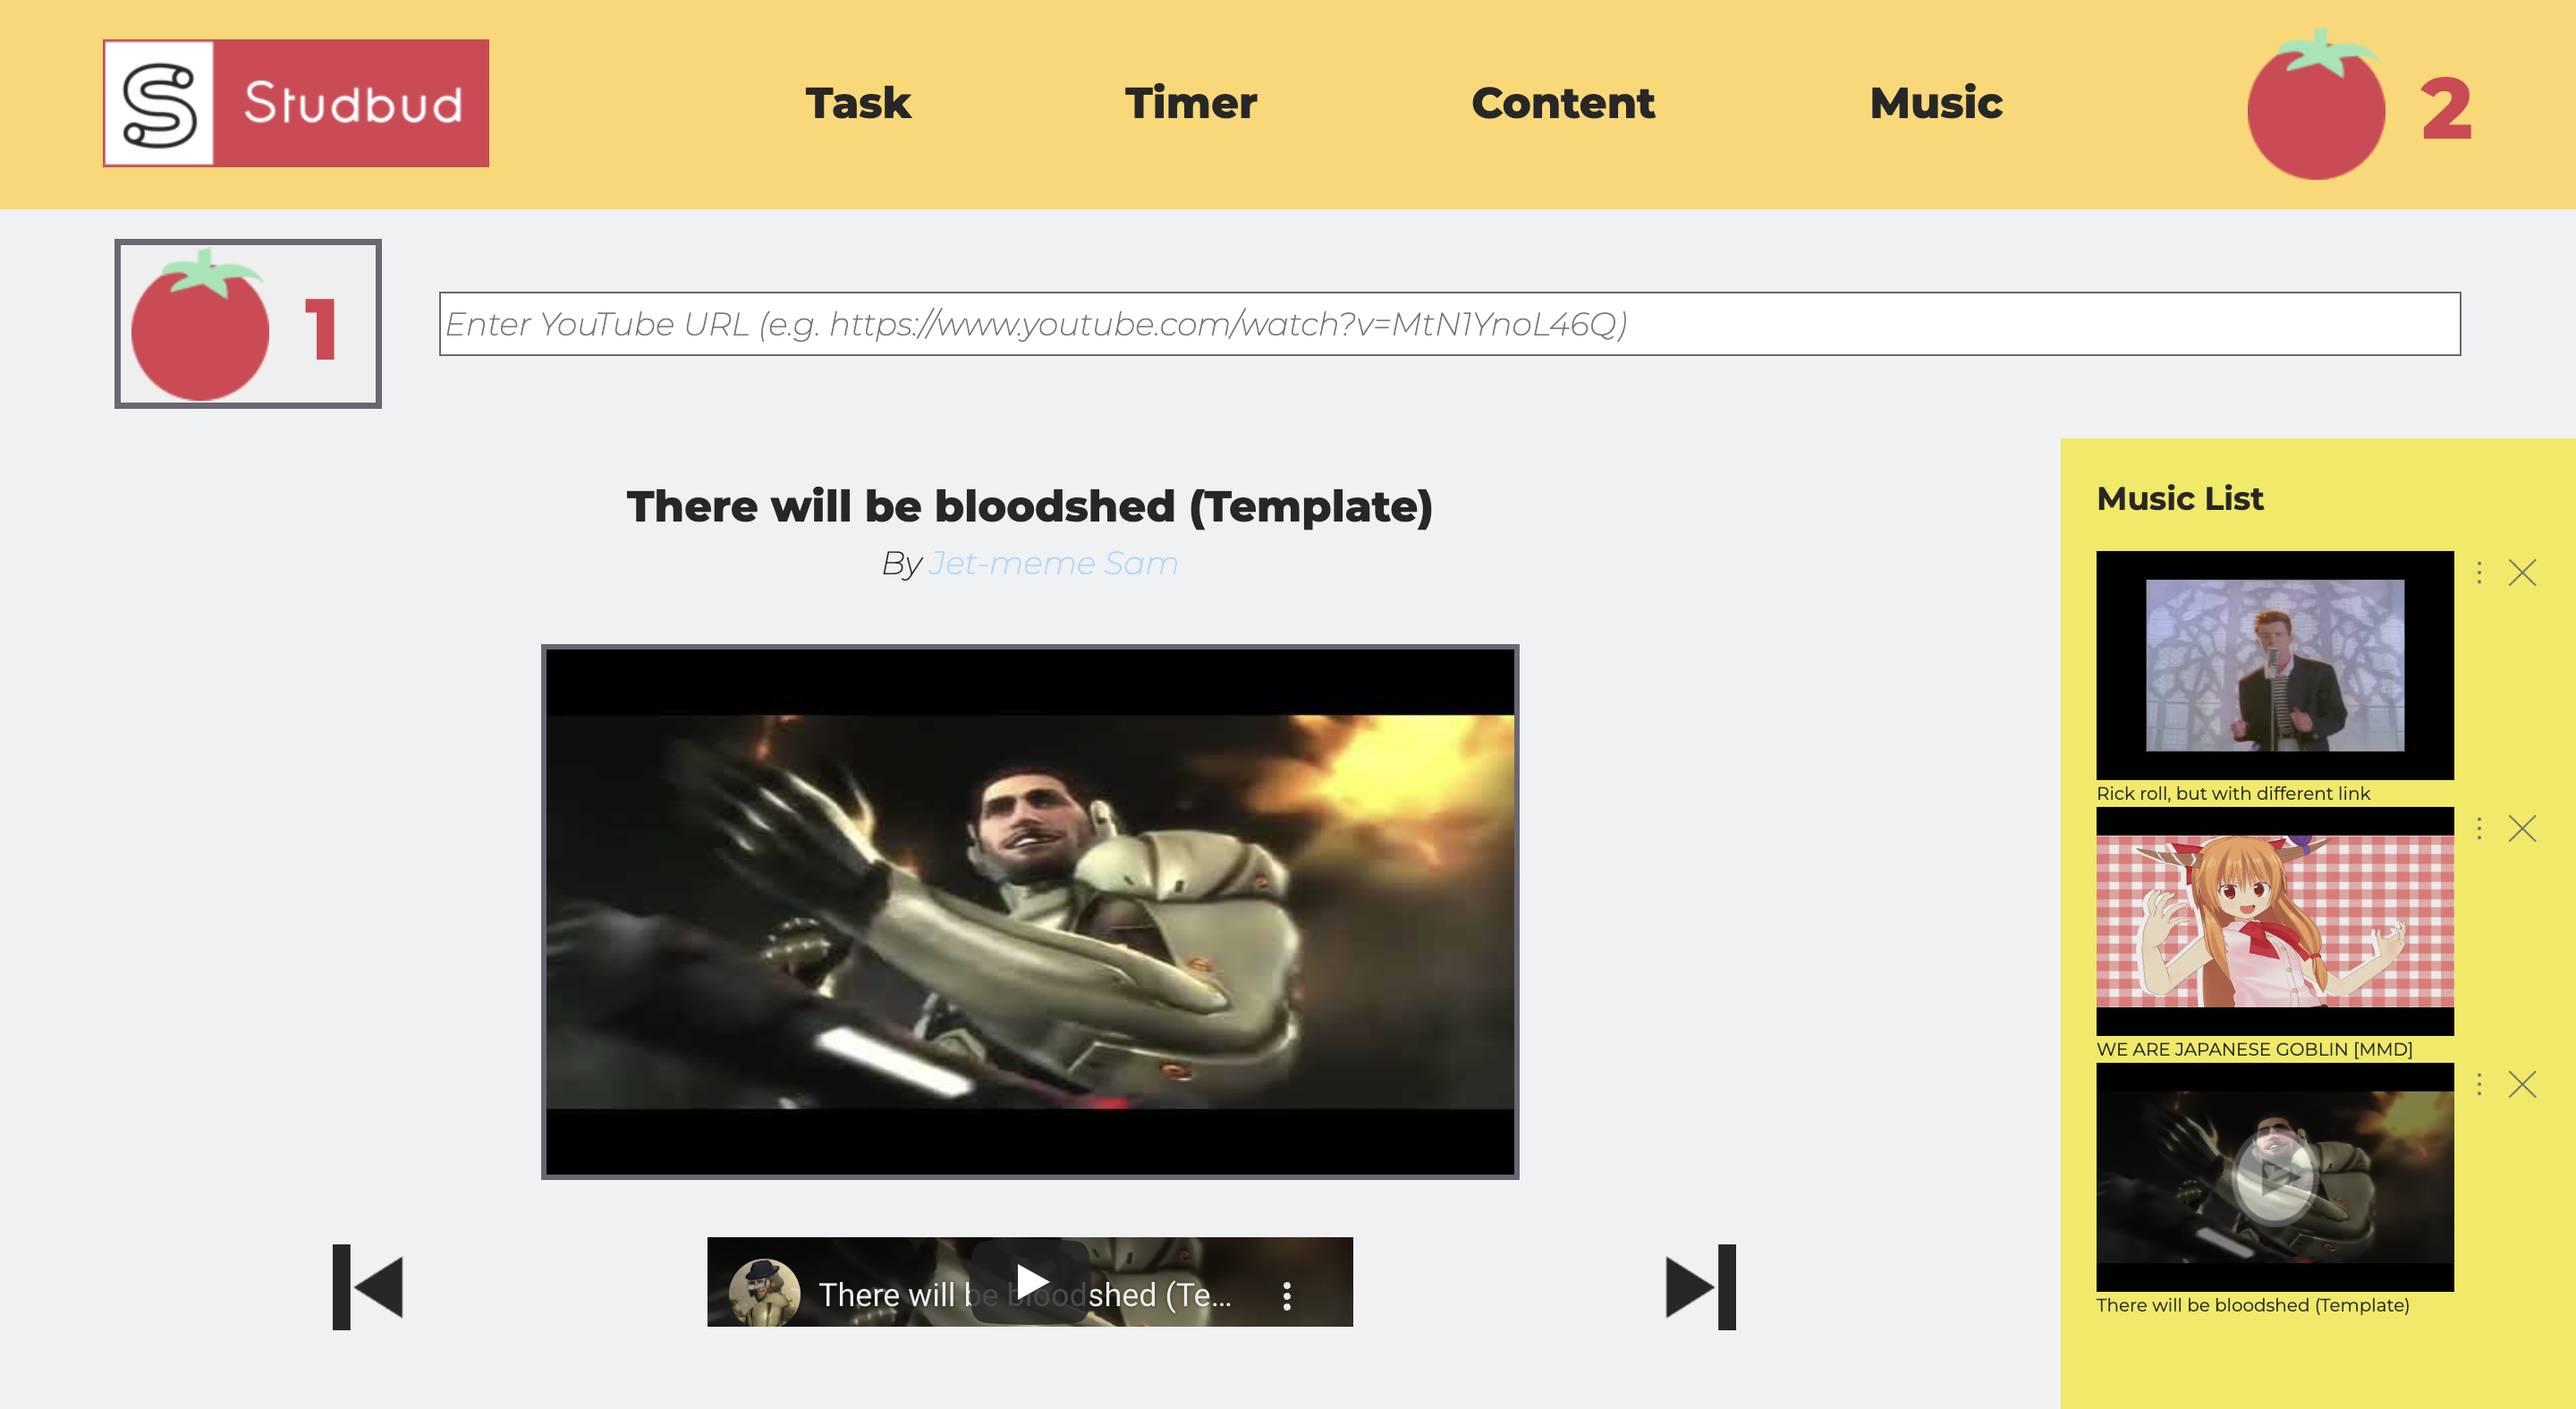 Studbud
Task
Timer
Content
Music
2
1
Enter YouTube URL (e.g. https://www.youtube.com/watch?v=MtN1YnoL46Q)
There will be bloodshed (Template)
By Jet-meme Sam
There will be bloodshed (Te...
Music List
Rick roll, but with different link
WE ARE JAPANESE GOBLIN [MMD]
There will be bloodshed (Template)